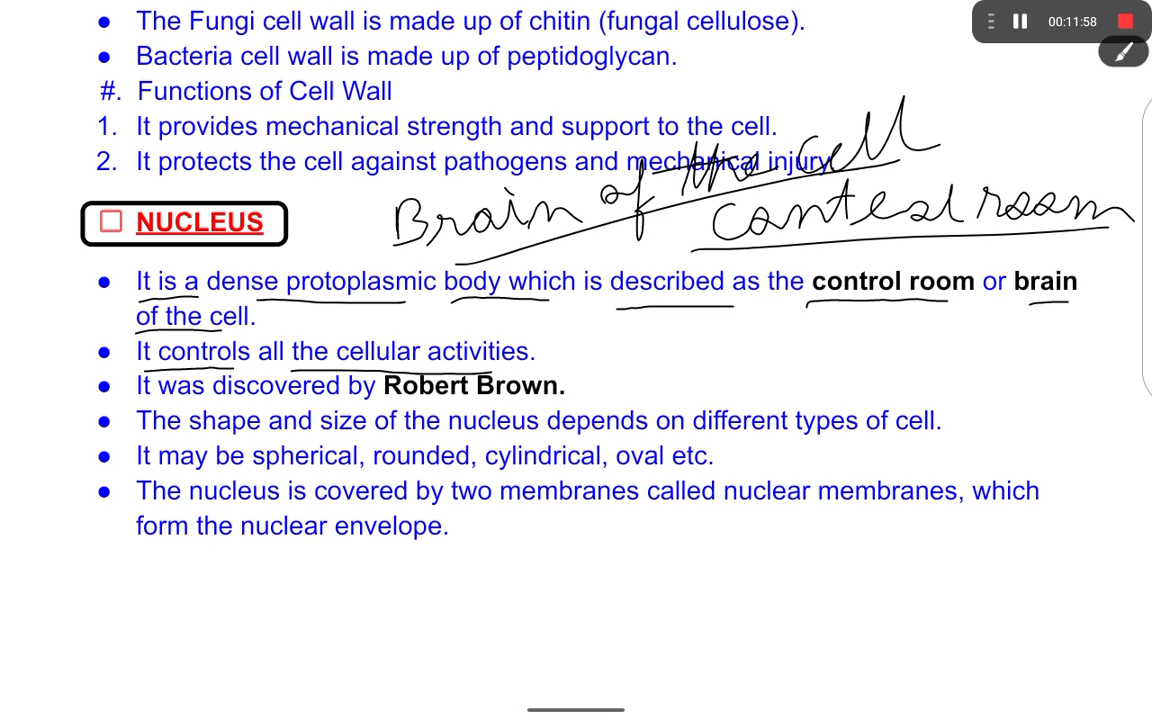 ● The Fungi cell wall is made up of chitin (fungal cellulose).
00:11:58
● Bacteria cell wall is made up of peptidoglycan.
#. Functions of Cell Wall
1. It provides mechanical strength and support to the cell.
2. It protects the cell against pathogens and mechanical injury
Brain of the cell
contesl room
NUCLEUS
● It is a dense protoplasmic body which is described as the control room or brain
of the cell.
● It controls all the cellular activities.
● It was discovered by Robert Brown.
● The shape and size of the nucleus depends on different types of cell.
● It may be spherical, rounded, cylindrical, oval etc.
● The nucleus is covered by two membranes called nuclear membranes, which
form the nuclear envelope.